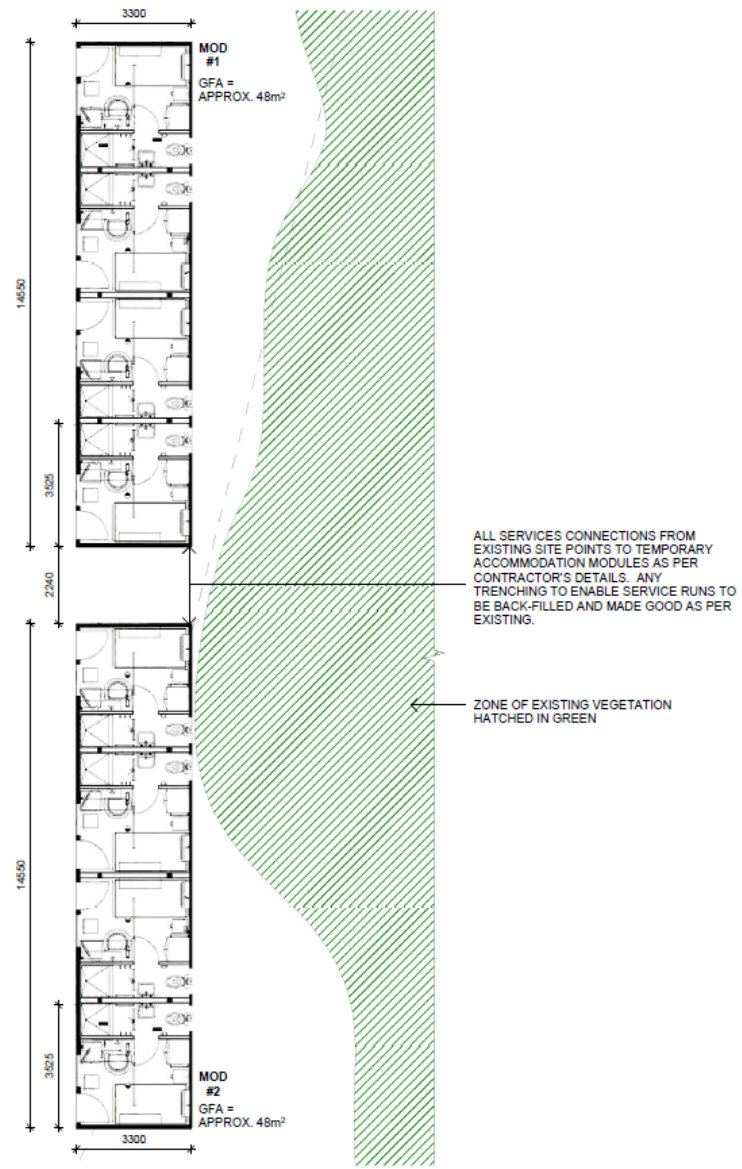 3300
MOD
#1
GFA =
APPROX. 48m²
14550
3525
2240
ALL SERVICES CONNECTIONS FROM
EXISTING SITE POINTS TO TEMPORARY
ACCOMMODATION MODULES AS PER
CONTRACTOR'S DETAILS. ANY
TRENCHING TO ENABLE SERVICE RUNS TO
BE BACK-FILLED AND MADE GOOD AS PER
EXISTING.
ZONE OF EXISTING VEGETATION
HATCHED IN GREEN
14550
3525
MOD
#2
GFA =
APPROX. 48m²
3300